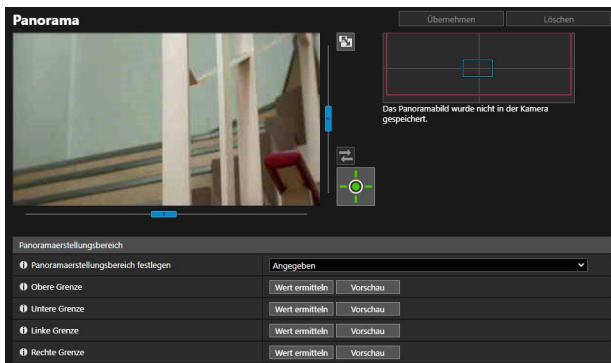 Panorama
Übernehmen
Löschen
Das Panoramabild wurde nicht in der Kamera
gespeichert.
Panoramaerstellungsbereich
Panoramaerstellungsbereich festlegen
Angegeben
Obere Grenze
Wert ermitteln
Vorschau
Untere Grenze
Wert ermitteln
Vorschau
Linke Grenze
Wert ermitteln
Vorschau
Rechte Grenze
Wert ermitteln
Vorschau